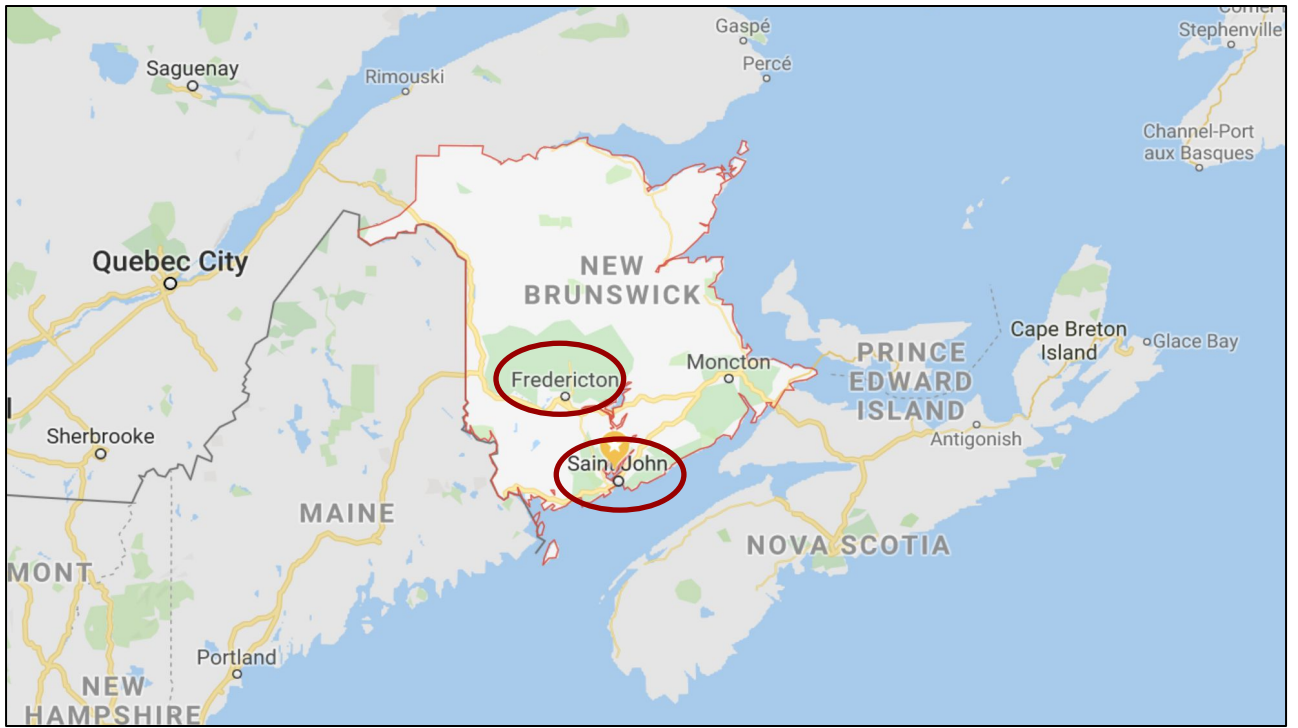 Gaspé
Stephenville
Saguenay
Rimouski
Percé
Channel-Port
aux Basques
Quebec City
NEW
BRUNSWICK
Cape Breton
Island
Glace Bay
PRINCE
EDWARD
ISLAND
Moncton
Fredericton
Antigonish
Sherbrooke
Saint John
MAINE
NOVA SCOTIA
MONT
Portland
NEW
HAMPSHIRE